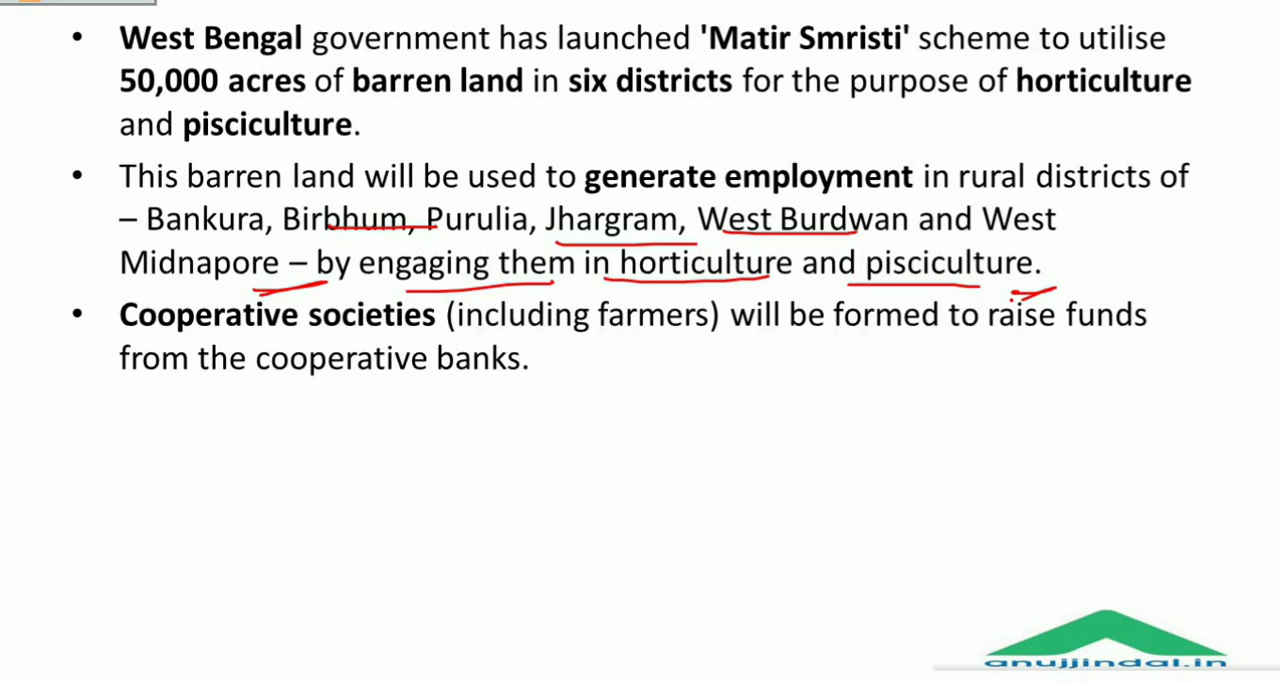 • West Bengal government has launched 'Matir Smristi' scheme to utilise
50,000 acres of barren land in six districts for the purpose of horticulture
and pisciculture.
• This barren land will be used to generate employment in rural districts of
– Bankura, Birbhum, Purulia, Jhargram, West Burdwan and West
Midnapore – by engaging them in horticulture and pisciculture.
• Cooperative societies (including farmers) will be formed to raise funds
from the cooperative banks.
anujjindal.in